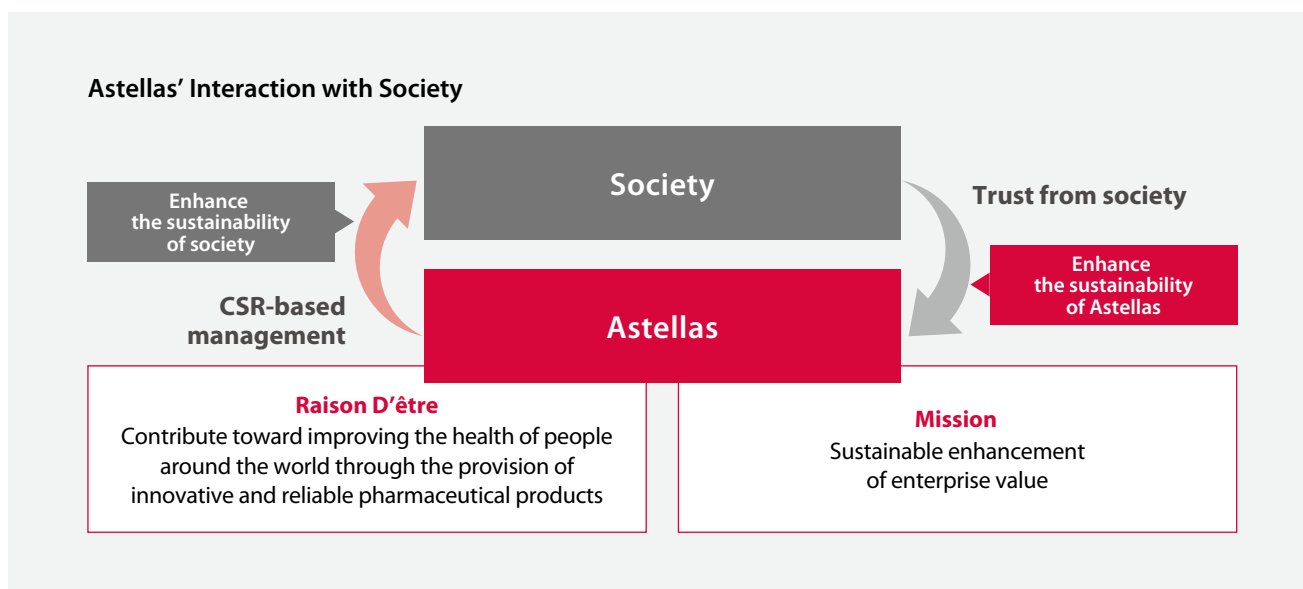 Astellas’ Interaction with Society
Society
Enhance
the sustainability
of society
Trust from society
Enhance
the sustainability
of Astellas
CSR-based
management
Astellas
Raison D’être
Contribute toward improving the health of people
around the world through the provision of
innovative and reliable pharmaceutical products
Mission
Sustainable enhancement
of enterprise value